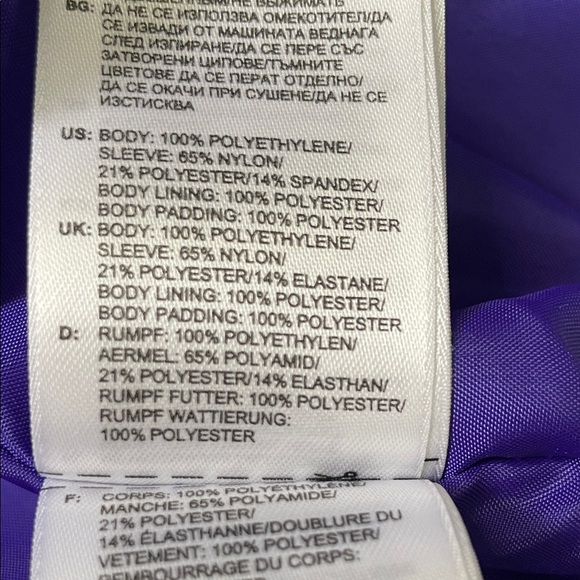 BG: ДА НЕ СЕ ИЗПОЛЗВА ОМЕКОТИТЕЛ/ДА
СЕ ИЗВАДИ ОТ МАШИНАТА ВЕДНАГА
СЛЕД ИЗПИРАНЕ/ДА СЕ ПЕРЕ СЪС
ЗАТВОРЕНИ ЦИПОВЕ/ТЪМНИТЕ
ЦВЕТОВЕ ДА СЕ ПЕРАТ ОТДЕЛНО/
ДА СЕ ОКАЧИ ПРИ СУШЕНЕ/ДА НЕ СЕ
ИЗСТИСКВА
US: BODY: 100% POLYETHYLENE/
SLEEVE: 65% NYLON/
21% POLYESTER/14% SPANDEX/
BODY LINING: 100% POLYESTER/
BODY PADDING: 100% POLYESTER
UK: BODY: 100% POLYETHYLENE/
SLEEVE: 65% NYLON/
21% POLYESTER/14% ELASTANE/
BODY LINING: 100% POLYESTER/
BODY PADDING: 100% POLYESTER
D: RUMPF: 100% POLYETHYLEN/
AERMEL: 65% POLYAMID/
21% POLYESTER/14% ELASTHAN/
RUMPF FUTTER: 100% POLYESTER/
RUMPF WATTIERUNG:
100% POLYESTER
F: CORPS: 100% POLYÉTHYLÈNE/
MANCHE: 65% POLYAMIDE/
21% POLYESTER/
14% ÉLASTHANNE/DOUBLURE DU
VETEMENT: 100% POLYESTER/
REMBOURRAGE DU CORPS: